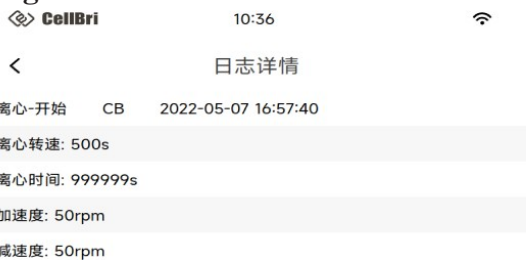 CellBri 10:36
日志详情
离心-开始 CB 2022-05-07 16:57:40
离心转速: 500s
离心时间: 999999s
加速度: 50rpm
减速度: 50rpm